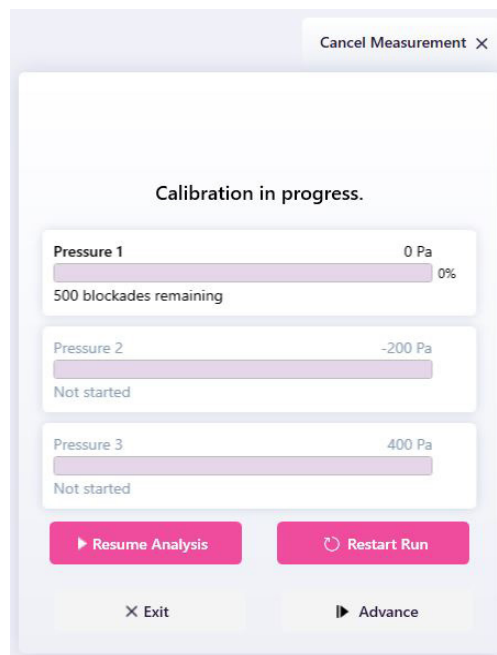 Cancel Measurement ×
Calibration in progress.
Pressure 1 0 Pa
0%
500 blockades remaining
Pressure 2 -200 Pa
Not started
Pressure 3 400 Pa
Not started
Resume Analysis Restart Run
Exit Advance